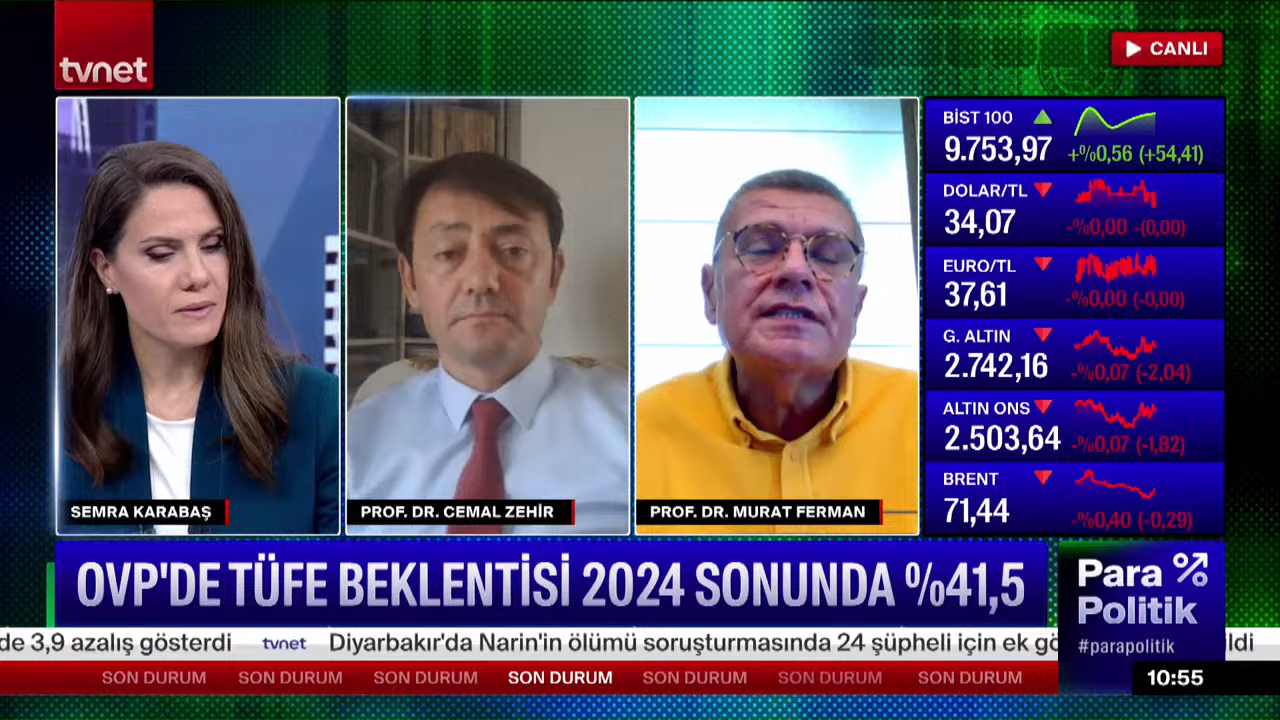 tvnet
CANLI
BİST 100
9.753,97
+%0,56 (+54,41)
DOLAR/TL
34,07
-%0,00 -(0,00)
EURO/TL
37,61
-%0,00 (-0,00)
G. ALTIN
2.742,16
-%0,07 (-2,04)
ALTIN ONS
2.503,64
-%0,07 (-1,82)
BRENT
71,44
-%0,40 (-0,29)
SEMRA KARABAŞ
PROF. DR. CEMAL ZEHİR
PROF. DR. MURAT FERMAN
OVP'DE TÜFE BEKLENTİSİ 2024 SONUNDA %41,5
Para %
Politik
#parapolitik
de 3,9 azalış gösterdi tvnet Diyarbakır'da Narin'in ölümü soruşturmasında 24 şüpheli için ek gö ldi
SON DURUM SON DURUM SON DURUM SON DURUM SON DURUM SON DURUM SON DURUM
10:55